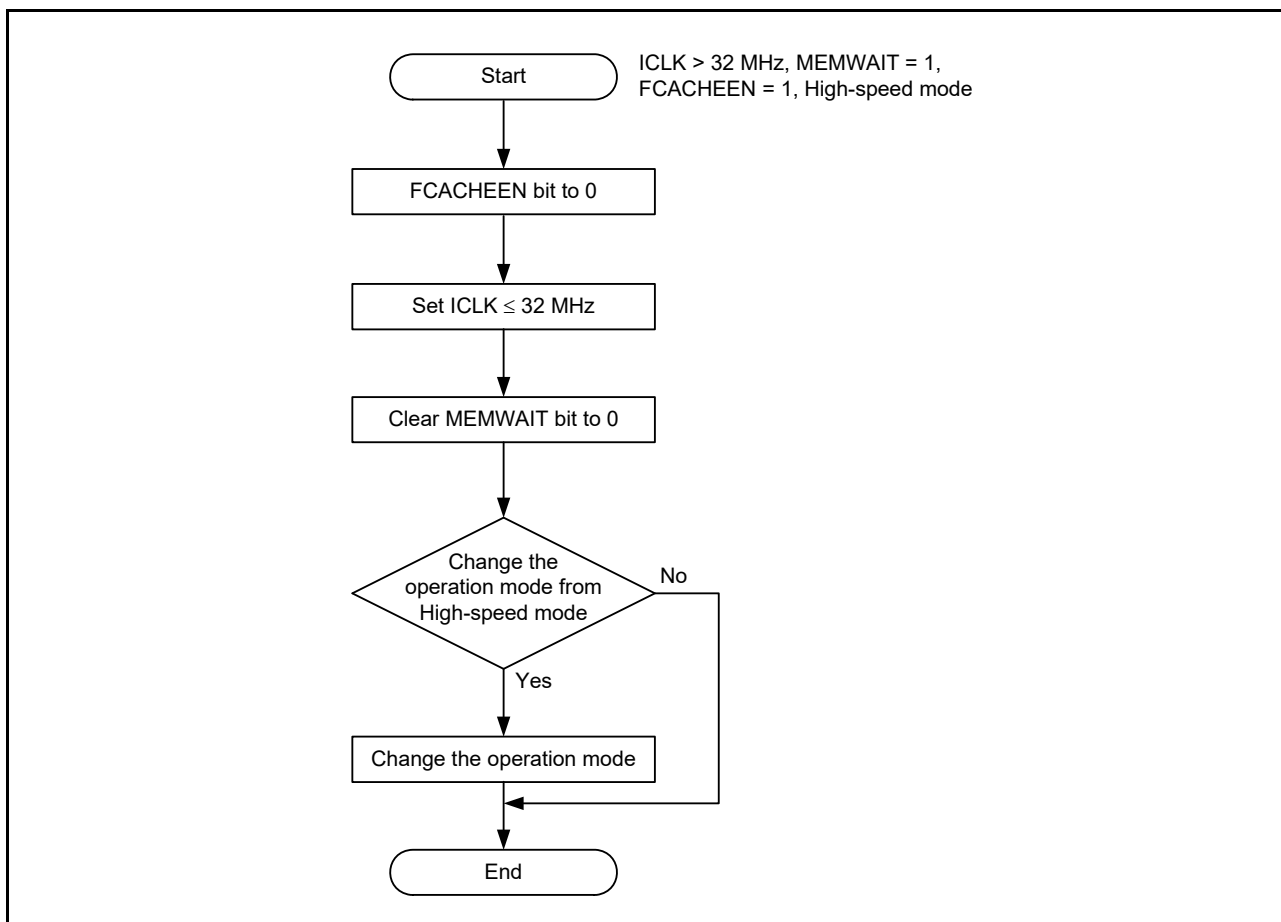 Start
ICLK > 32 MHz, MEMWAIT = 1,
FCACHEEN = 1, High-speed mode
FCACHEEN bit to 0
Set ICLK ≤ 32 MHz
Clear MEMWAIT bit to 0
Change the
operation mode from
High-speed mode
No
Yes
Change the operation mode
End